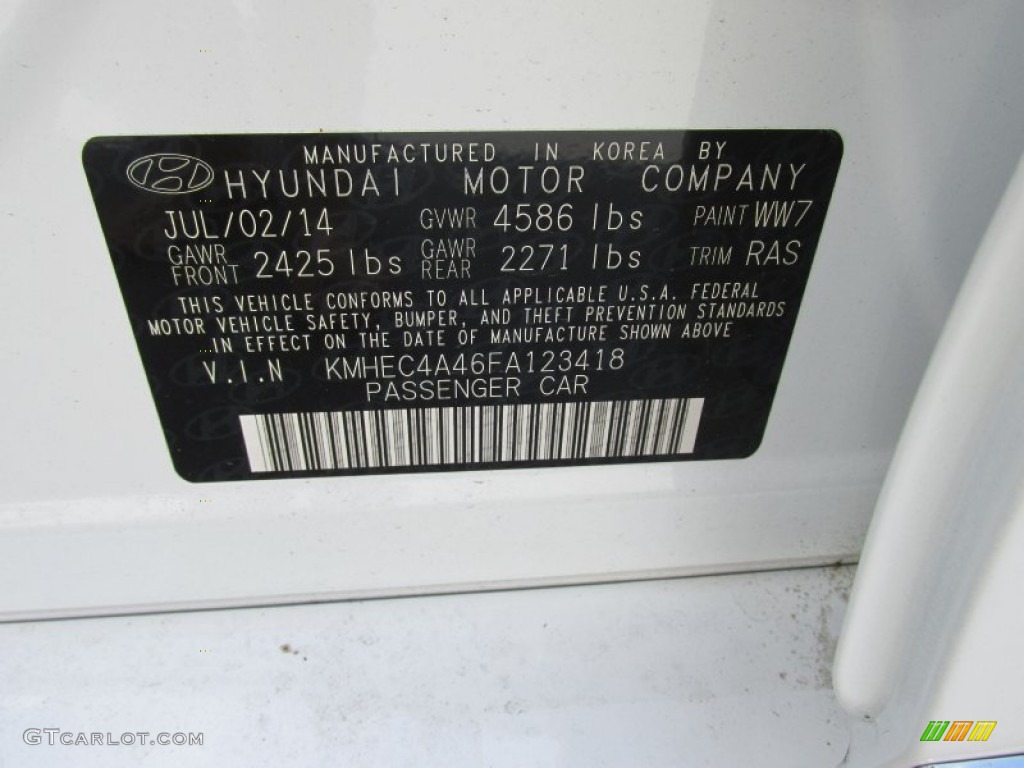 MANUFACTURED IN KOREA BY
HYUNDAI MOTOR COMPANY
JUL/02/14 GVWR 4586 lbs PAINT WW7
GAWR FRONT 2425 lbs GAWR REAR 2271 lbs TRIM RAS
THIS VEHICLE CONFORMS TO ALL APPLICABLE U.S.A. FEDERAL
MOTOR VEHICLE SAFETY, BUMPER, AND THEFT PREVENTION STANDARDS
IN EFFECT ON THE DATE OF MANUFACTURE SHOWN ABOVE
V.I.N KMHEC4A46FA123418
PASSENGER CAR
GTCARLOT.COM